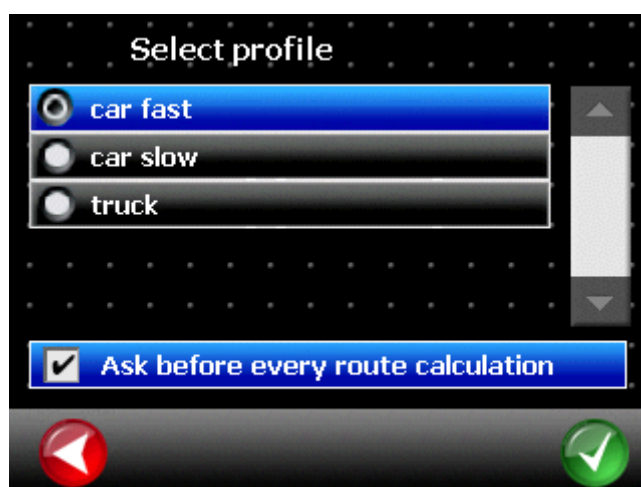 Select profile
car fast
car slow
truck
Ask before every route calculation